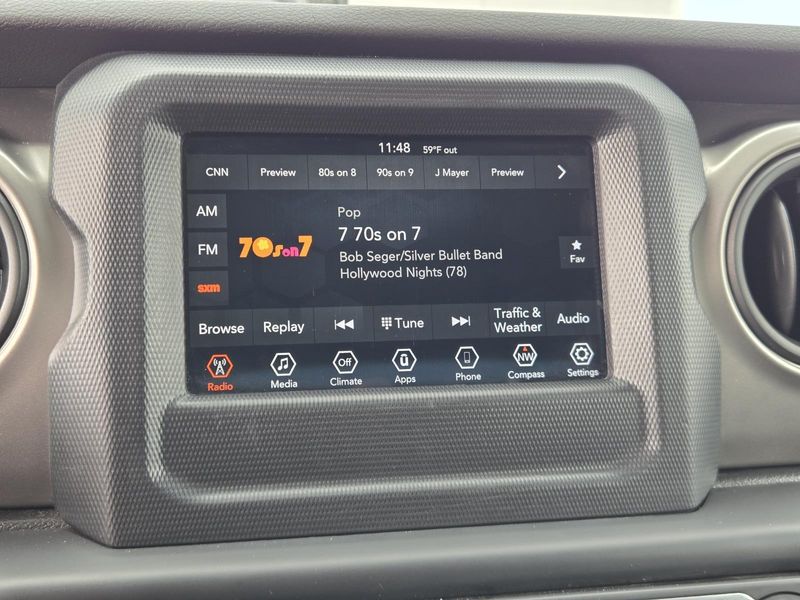 11:48 59°F out
CNN Preview 80s on 8 90s on 9 J Mayer Preview
AM
Pop
70s on 7
7 70s on 7
FM
Bob Seger/Silver Bullet Band
Hollywood Nights (78)
Fav
sxm
Browse Replay Tune Traffic & Weather Audio
Off NW
Radio Media Climate Apps Phone Compass Settings